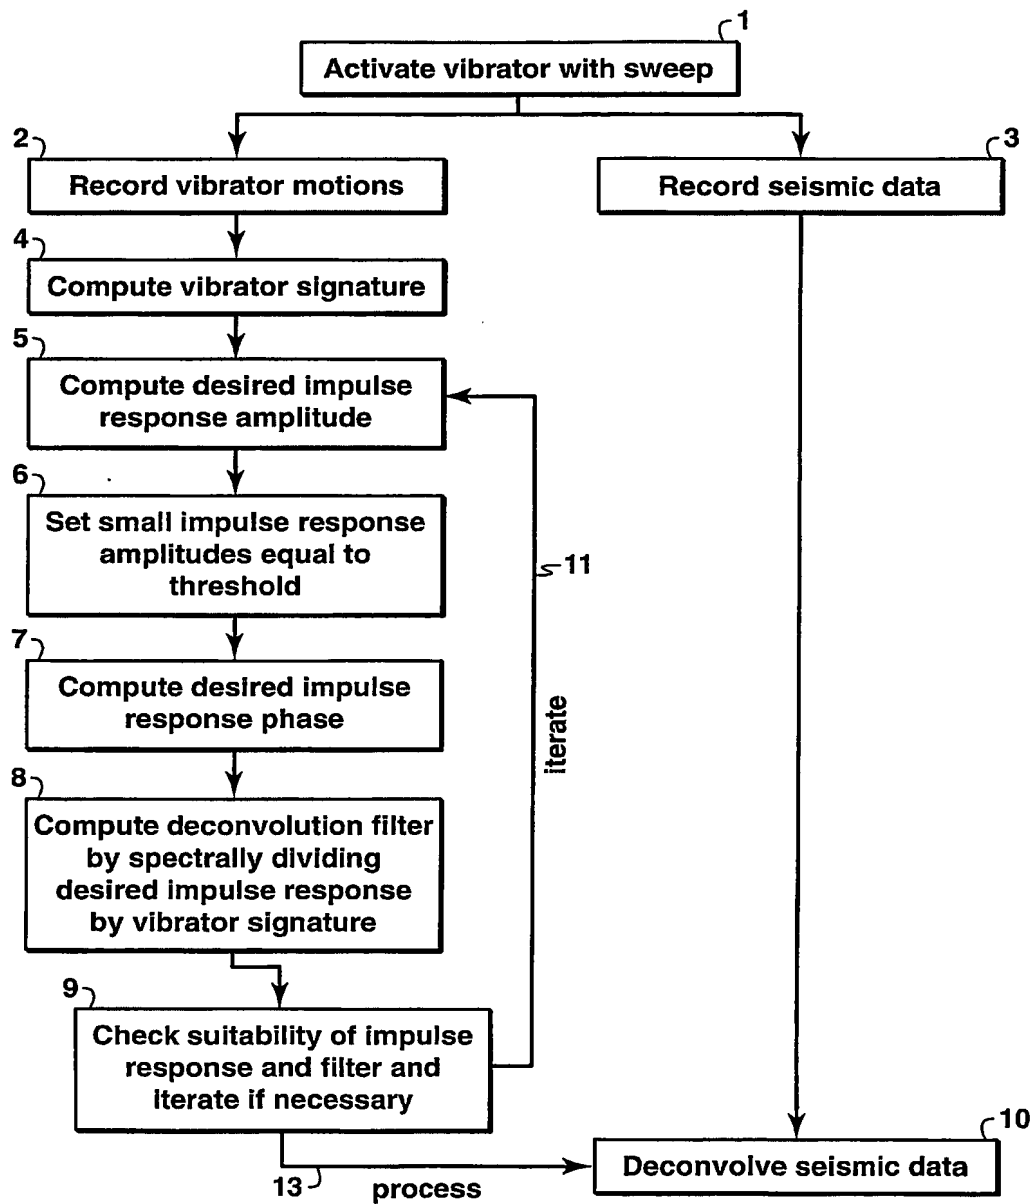 1
Activate vibrator with sweep
2
Record vibrator motions
3
Record seismic data
4
Compute vibrator signature
5
Compute desired impulse
response amplitude
6
Set small impulse response
amplitudes equal to
threshold
11
7
Compute desired impulse
response phase
iterate
8
Compute deconvolution filter
by spectrally dividing
desired impulse response
by vibrator signature
9
Check suitability of impulse
response and filter and
iterate if necessary
10
Deconvolve seismic data
13
process